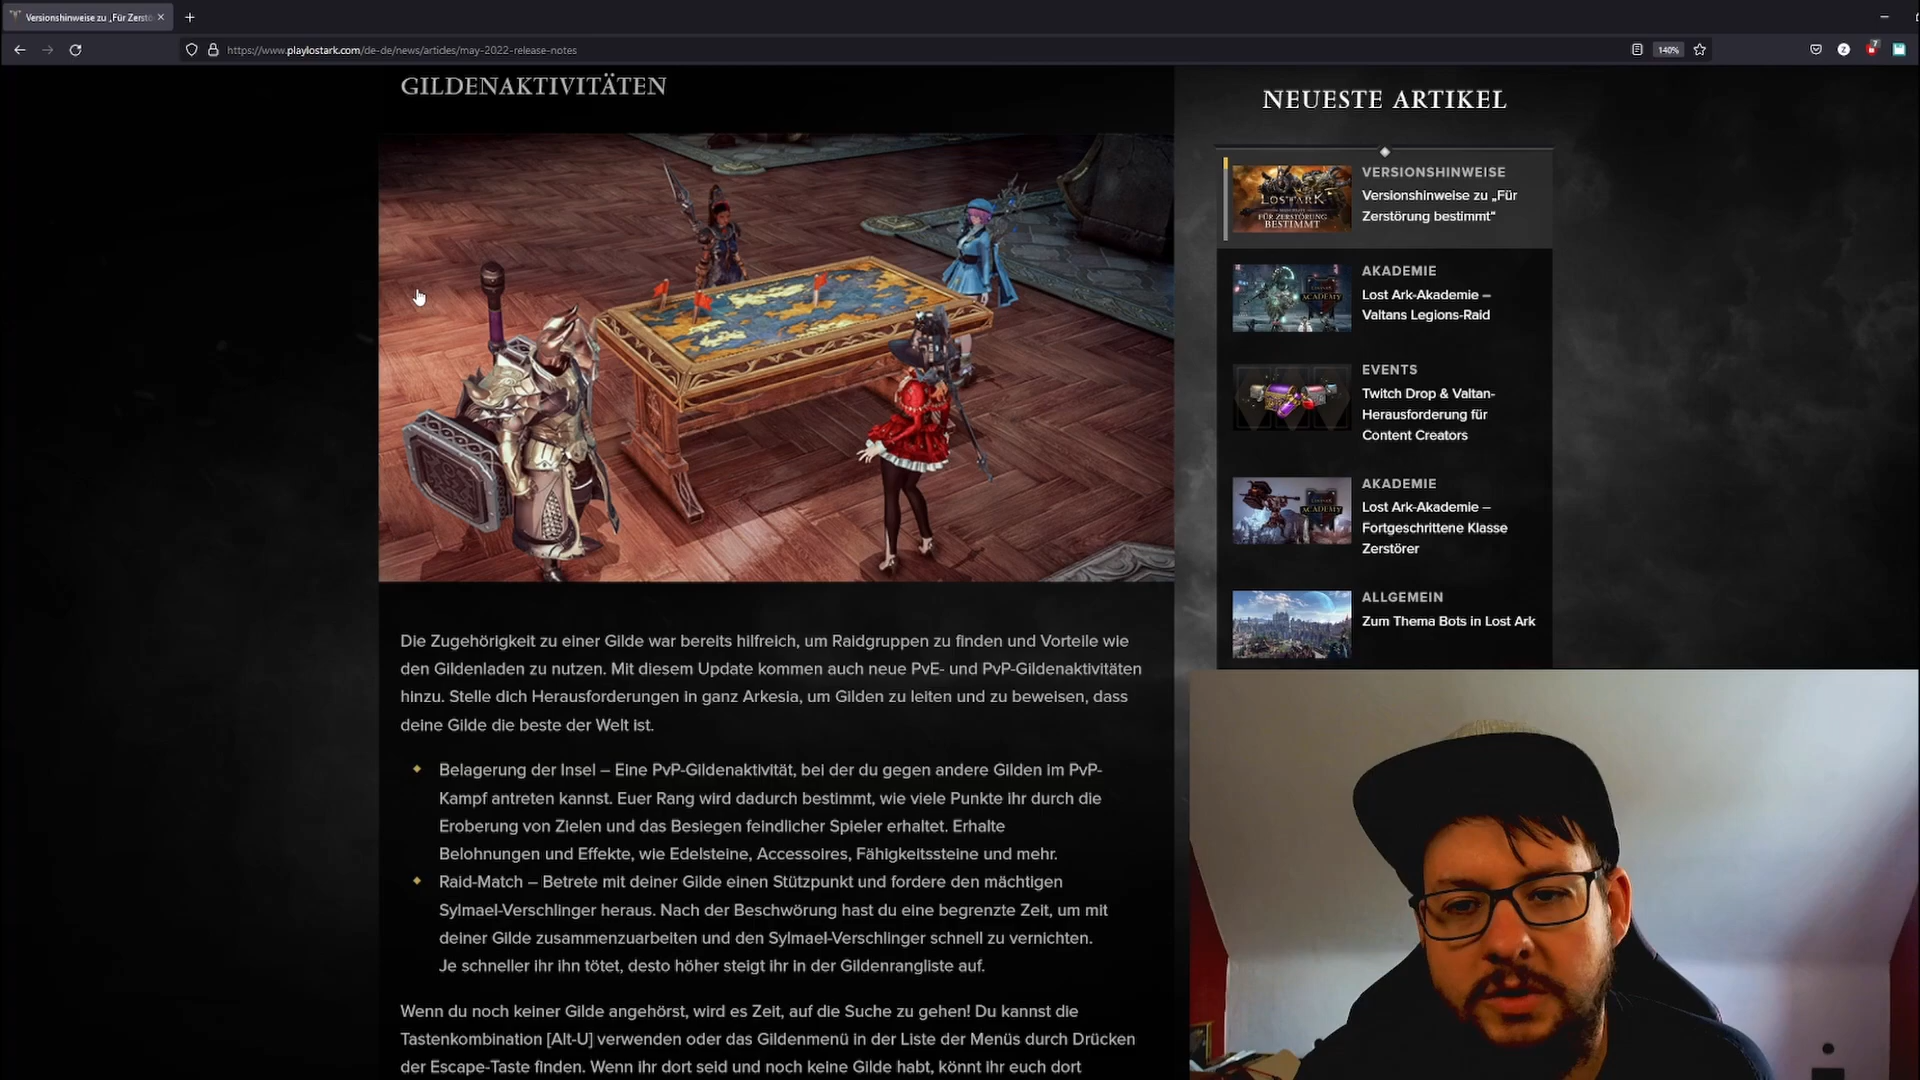 Versionshinweise zu „Für Zerstö
https://www.playlostark.com/de-de/news/articles/may-2022-release-notes
140%
GILDENAKTIVITÄTEN
Die Zugehörigkeit zu einer Gilde war bereits hilfreich, um Raidgruppen zu finden und Vorteile wie
den Gildenladen zu nutzen. Mit diesem Update kommen auch neue PvE- und PvP-Gildenaktivitäten
hinzu. Stelle dich Herausforderungen in ganz Arkesia, um Gilden zu leiten und zu beweisen, dass
deine Gilde die beste der Welt ist.
Belagerung der Insel – Eine PvP-Gildenaktivität, bei der du gegen andere Gilden im PvP-
Kampf antreten kannst. Euer Rang wird dadurch bestimmt, wie viele Punkte ihr durch die
Eroberung von Zielen und das Besiegen feindlicher Spieler erhaltet. Erhalte
Belohnungen und Effekte, wie Edelsteine, Accessoires, Fähigkeitssteine und mehr.
Raid-Match – Betrete mit deiner Gilde einen Stützpunkt und fordere den mächtigen
Sylmael-Verschlinger heraus. Nach der Beschwörung hast du eine begrenzte Zeit, um mit
deiner Gilde zusammenzuarbeiten und den Sylmael-Verschlinger schnell zu vernichten.
Je schneller ihr ihn tötet, desto höher steigt ihr in der Gildenrangliste auf.
Wenn du noch keiner Gilde angehörst, wird es Zeit, auf die Suche zu gehen! Du kannst die
Tastenkombination [Alt-U] verwenden oder das Gildenmenü in der Liste der Menüs durch Drücken
der Escape-Taste finden. Wenn ihr dort seid und noch keine Gilde habt, könnt ihr euch dort
NEUESTE ARTIKEL
LOST ARK
FÜR ZERSTÖRUNG
BESTIMMT
VERSIONSHINWEISE
Versionshinweise zu „Für
Zerstörung bestimmt“
ACADEMY
AKADEMIE
Lost Ark-Akademie –
Valtans Legions-Raid
EVENTS
Twitch Drop & Valtan-
Herausforderung für
Content Creators
ACADEMY
AKADEMIE
Lost Ark-Akademie –
Fortgeschrittene Klasse
Zerstörer
ALLGEMEIN
Zum Thema Bots in Lost Ark